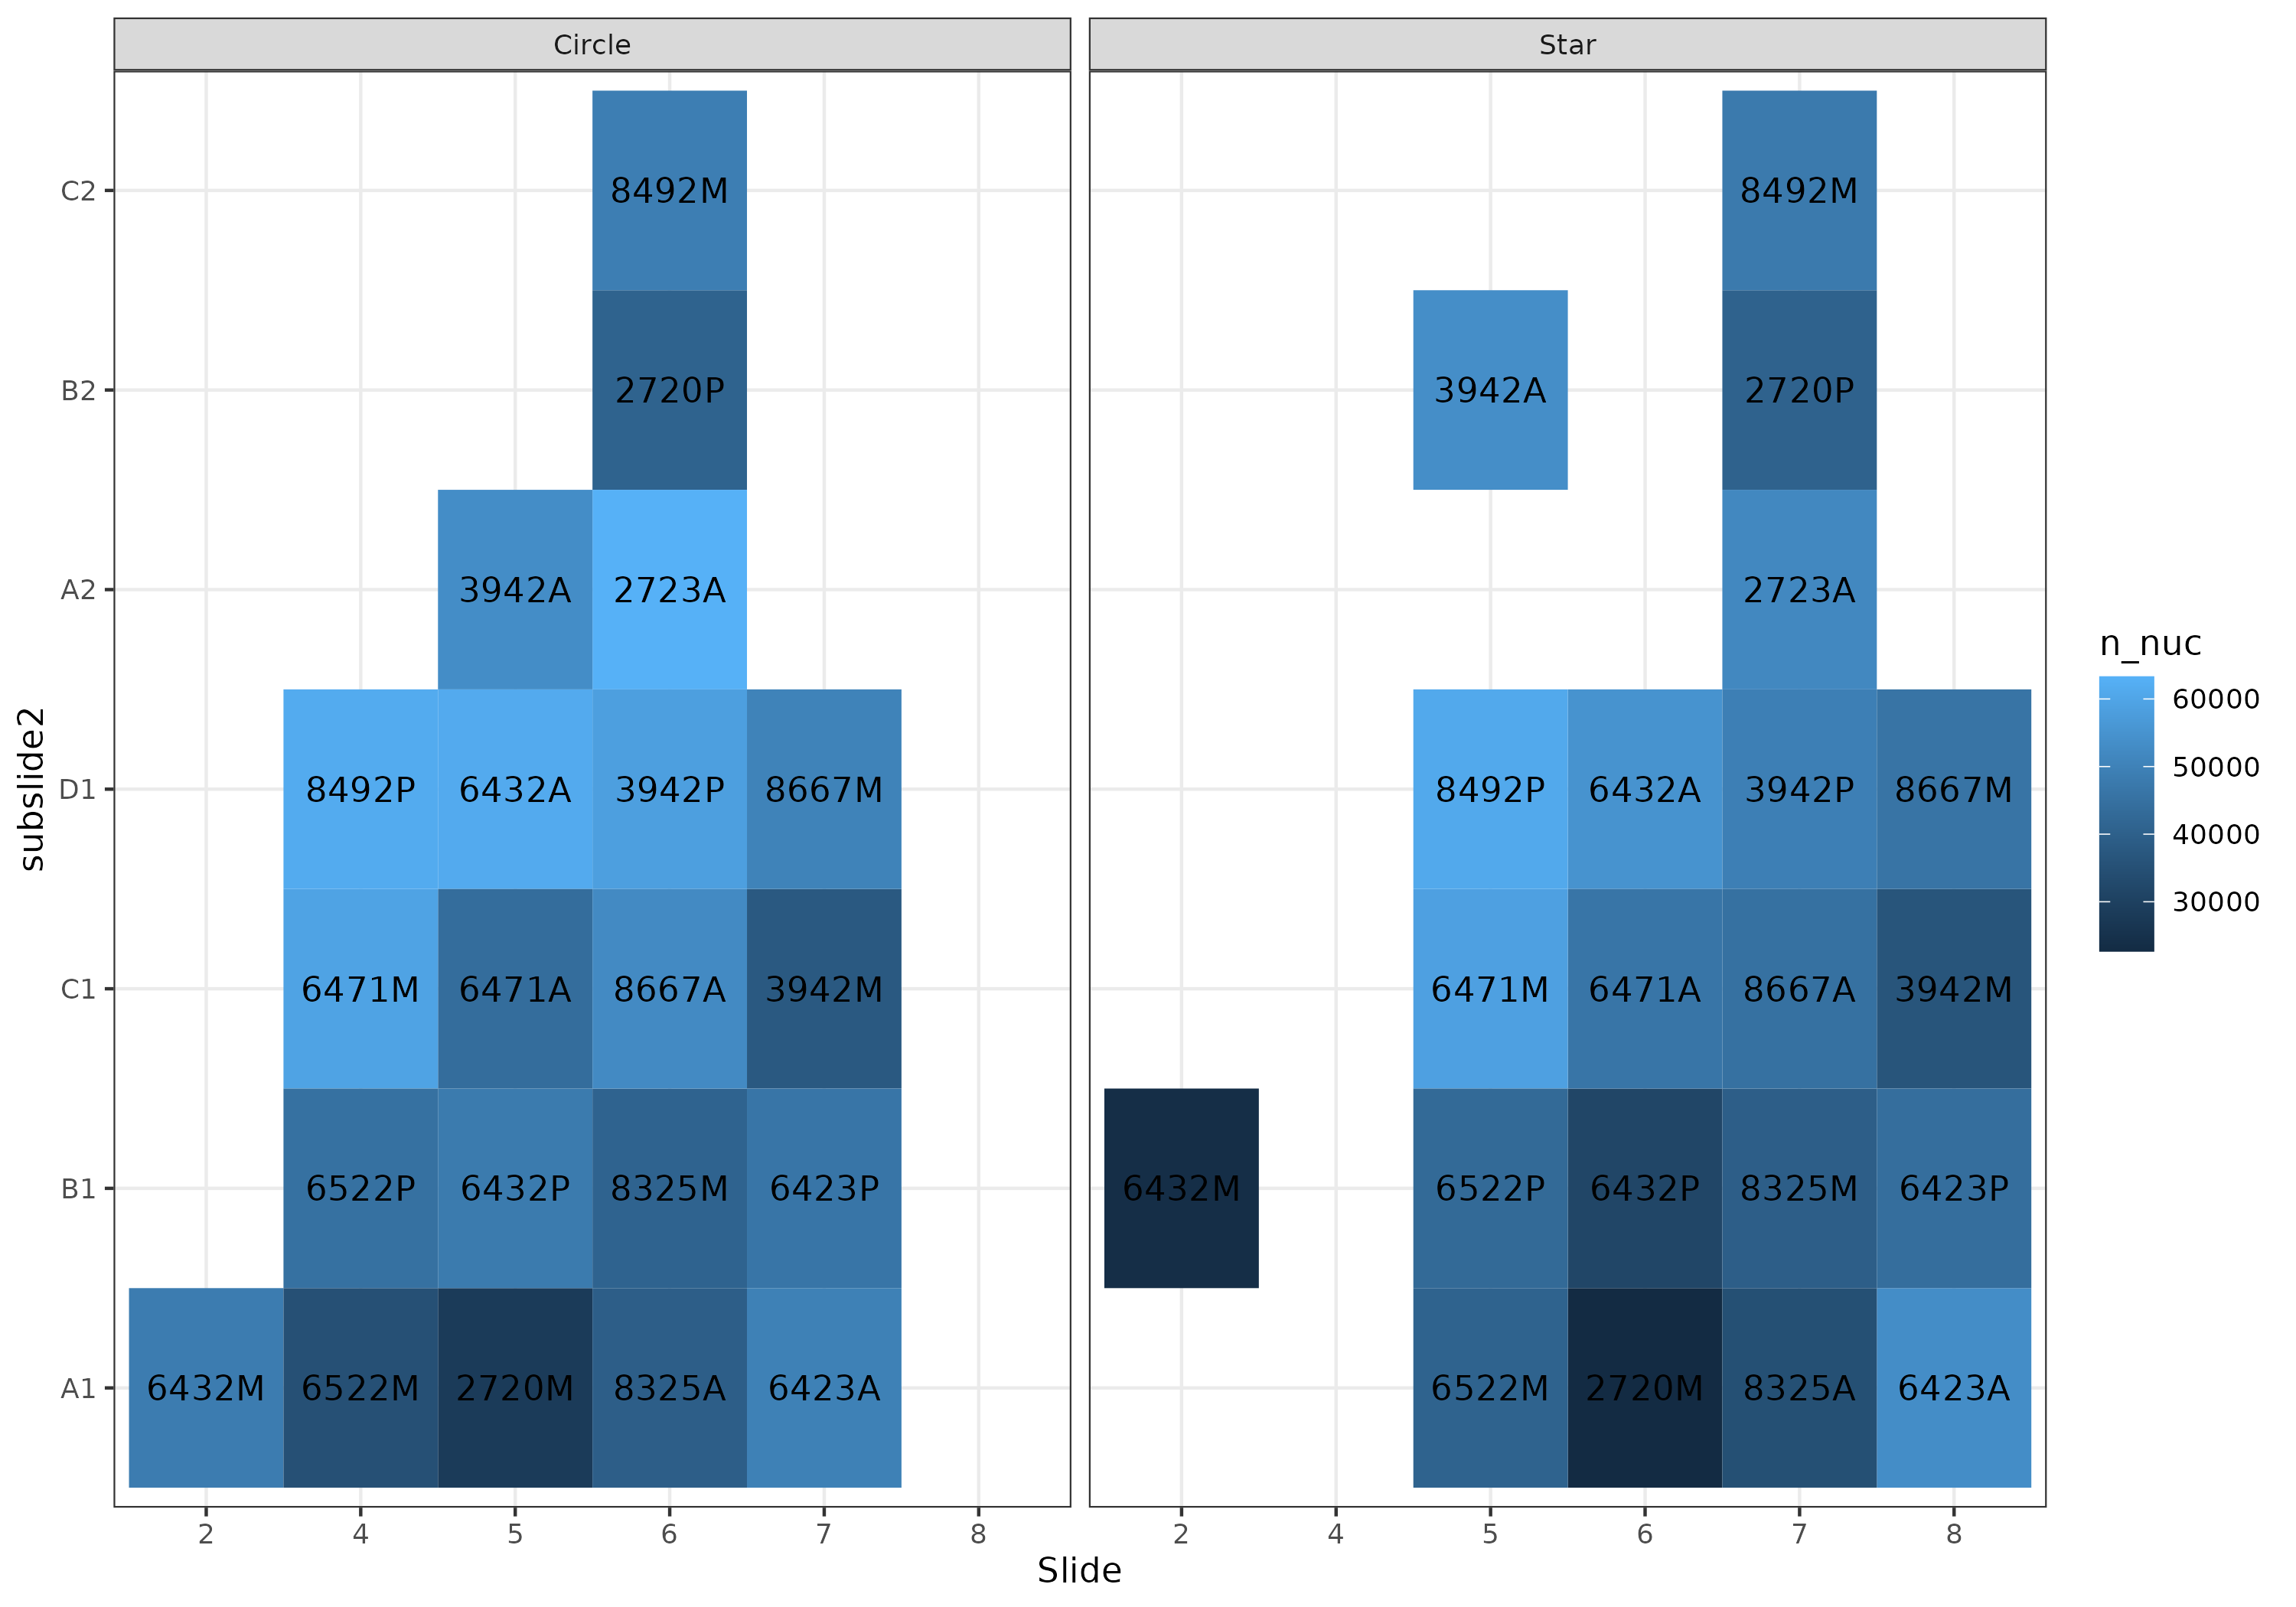 Circle Star
C2 8492M 8492M
B2 2720P 3942A 2720P
A2 3942A 2723A 2723A
n_nuc
60000
50000
40000
30000
substlide2
D1 8492P 6432A 3942P 8667M 8492P 6432A 3942P 8667M
C1 6471M 6471A 8667A 3942M 6471M 6471A 8667A 3942M
B1 6522P 6432P 8325M 6423P 6432M 6522P 6432P 8325M 6423P
A1 6432M 6522M 2720M 8325A 6423A 6522M 2720M 8325A 6423A
2 4 5 6 7 8 2 4 5 6 7 8
Slide